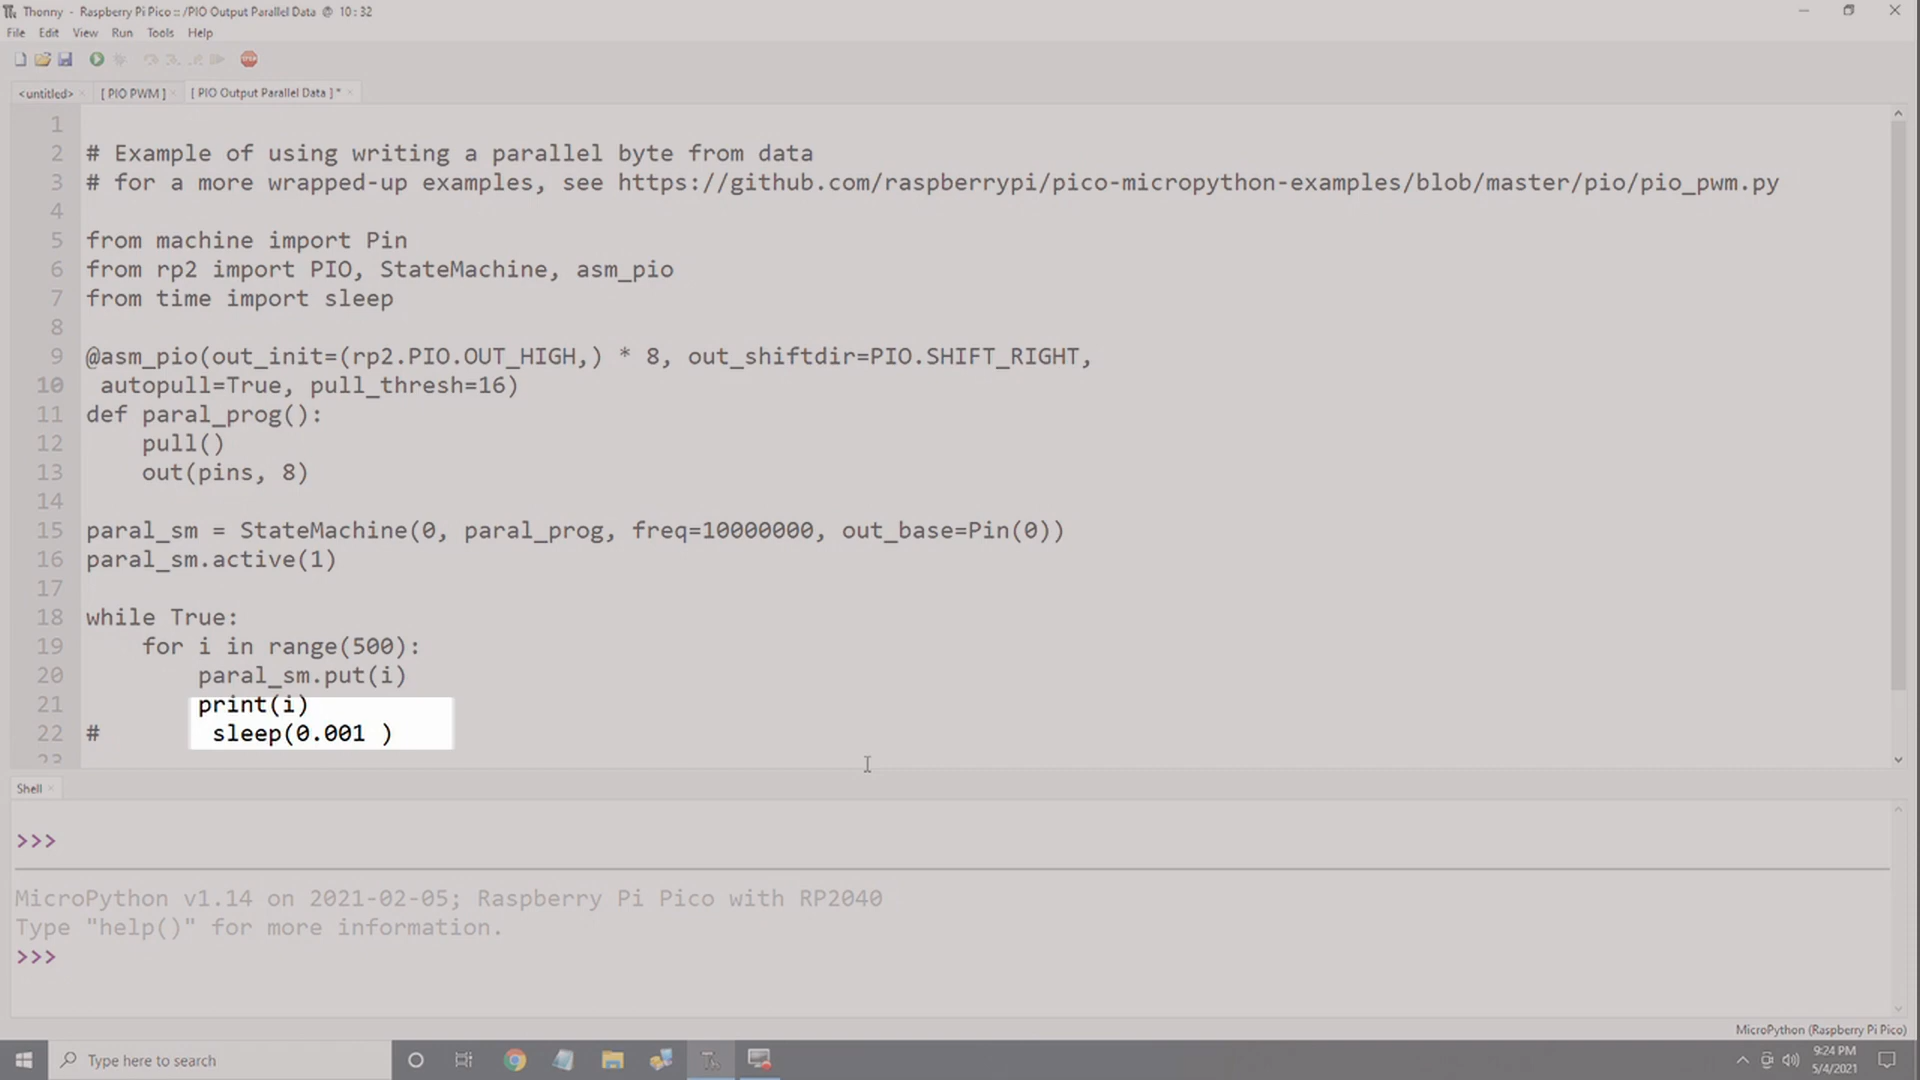 Thonny - Raspberry Pi Pico :: /PIO Output Parallel Data @ 10 : 32
File Edit View Run Tools Help
STOP
<untitled> × [ PIO PWM ] × [ PIO Output Parallel Data ] * ×
1
2 # Example of using writing a parallel byte from data
3 # for a more wrapped-up examples, see https://github.com/raspberrypi/pico-micropython-examples/blob/master/pio/pio_pwm.py
4
5 from machine import Pin
6 from rp2 import PIO, StateMachine, asm_pio
7 from time import sleep
8
9 @asm_pio(out_init=(rp2.PIO.OUT_HIGH,) * 8, out_shiftdir=PIO.SHIFT_RIGHT,
10  autopull=True, pull_thresh=16)
11 def paral_prog():
12     pull()
13     out(pins, 8)
14
15 paral_sm = StateMachine(0, paral_prog, freq=10000000, out_base=Pin(0))
16 paral_sm.active(1)
17
18 while True:
19     for i in range(500):
20         paral_sm.put(i)
21         print(i)
22 #        sleep(0.001 )
23
Shell ×
>>>
MicroPython v1.14 on 2021-02-05; Raspberry Pi Pico with RP2040
Type "help()" for more information.
>>>
MicroPython (Raspberry Pi Pico)
Type here to search
9:24 PM
5/4/2021